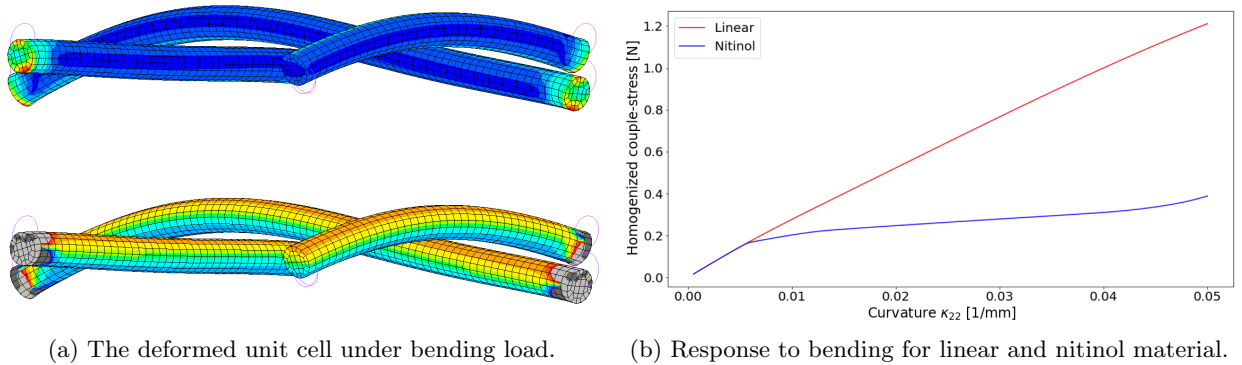 Linear
Nitinol
Homogenized couple-stress [N]
1.2
1.0
0.8
0.6
0.4
0.2
0.0
0.00 0.01 0.02 0.03 0.04 0.05
Curvature κ₂₂ [1/mm]
(a) The deformed unit cell under bending load.
(b) Response to bending for linear and nitinol material.